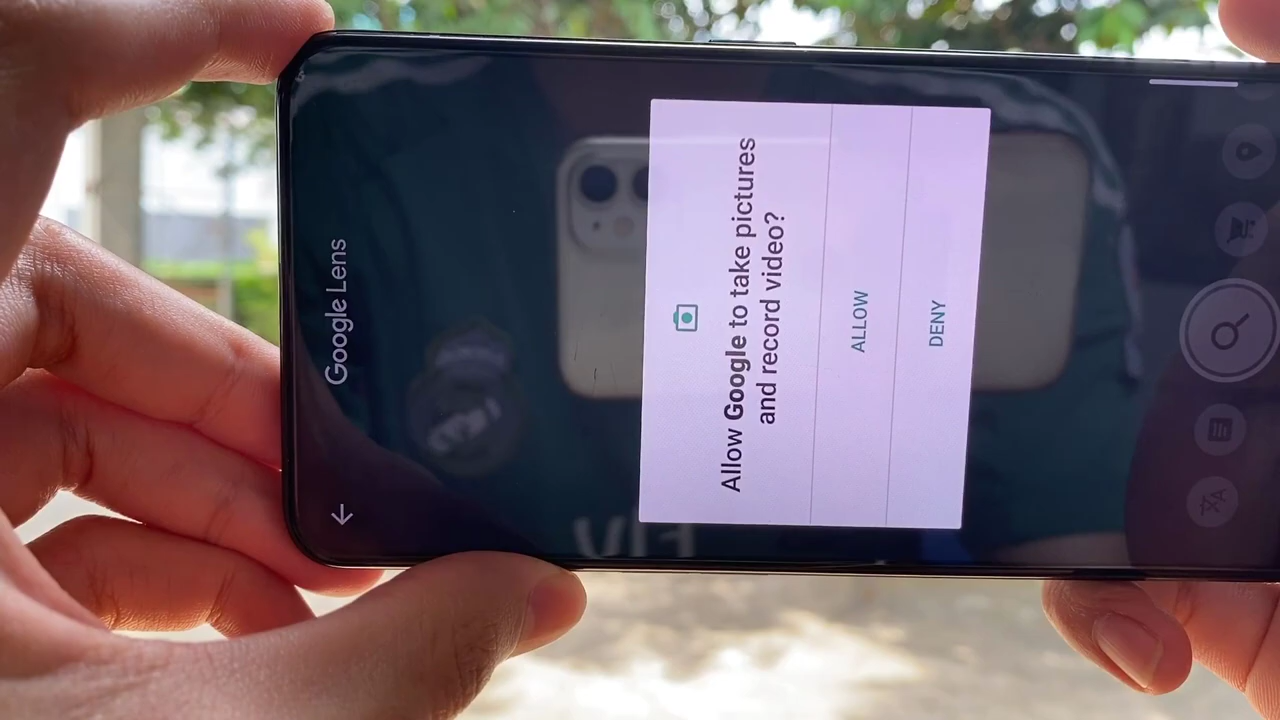 Google Lens
Allow Google to take pictures
and record video?
ALLOW
DENY